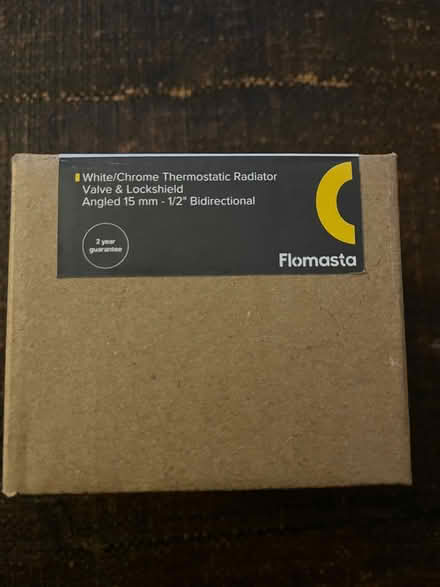 White/Chrome Thermostatic Radiator
Valve & Lockshield
Angled 15 mm - 1/2" Bidirectional
2 year
guarantee
Flomasta